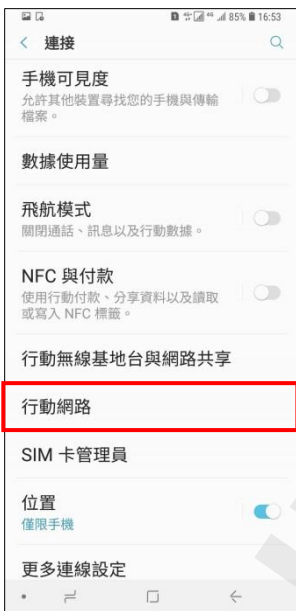 85% 16:53
連接
手機可見度
允許其他裝置尋找您的手機與傳輸
檔案。
數據使用量
飛航模式
關閉通話、訊息以及行動數據。
NFC 與付款
使用行動付款、分享資料以及讀取
或寫入 NFC 標籤。
行動無線基地台與網路共享
行動網路
SIM 卡管理員
位置
僅限手機
更多連線設定